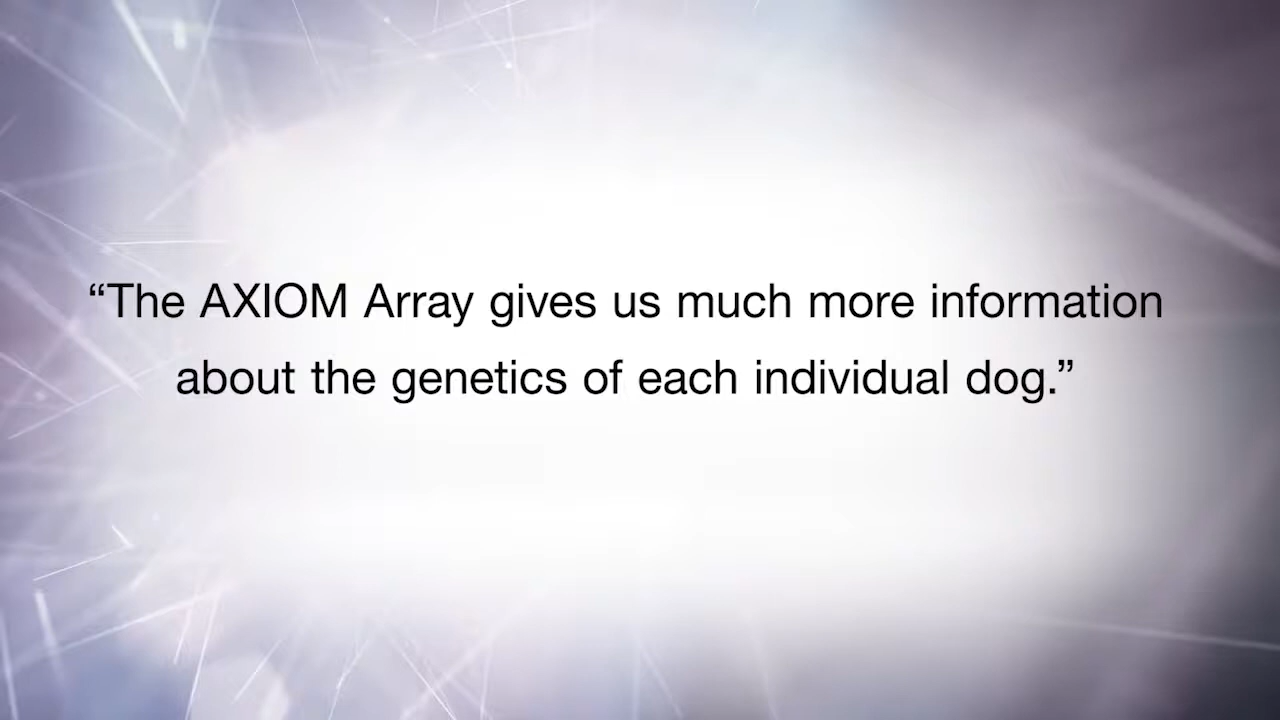 “The AXIOM Array gives us much more information
about the genetics of each individual dog.”